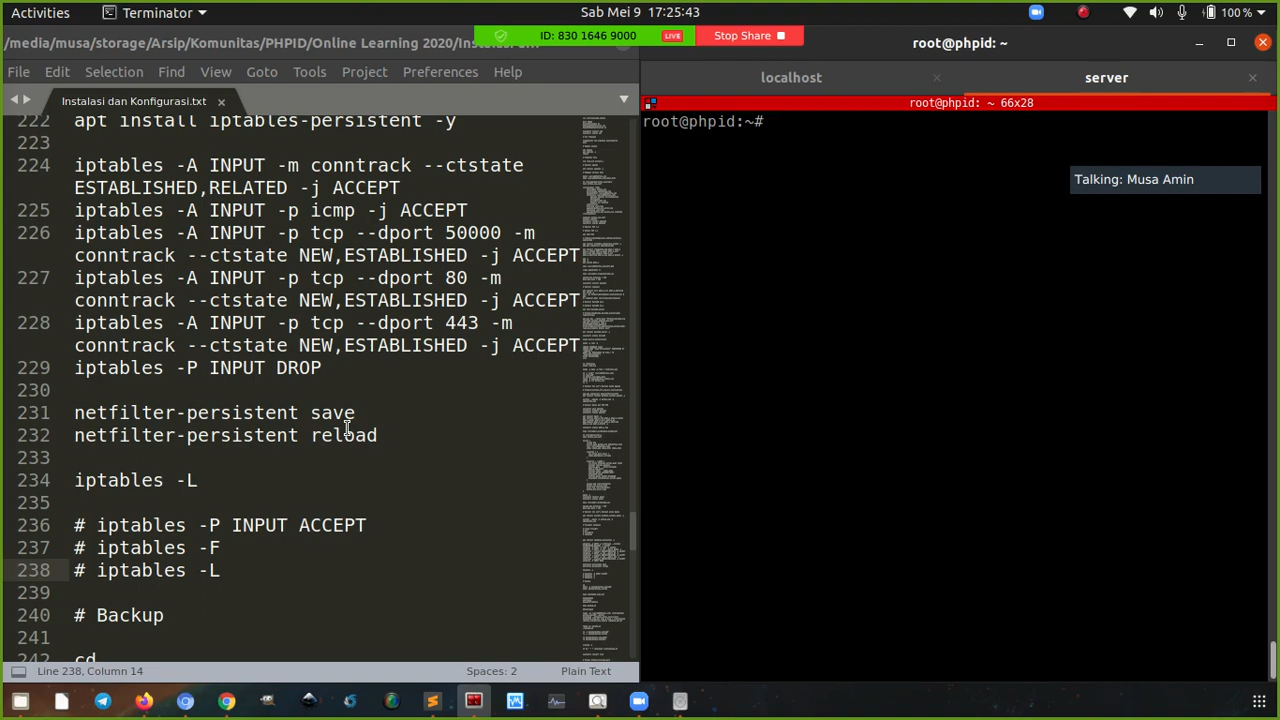 Activities
Terminator
Sab Mei 9 17:25:43
100 %
/media/musa/storage/Arsip/Komunitas/PHPID/Online Learning 2020/
ID: 830 1646 9000
LIVE
Stop Share
root@phpid: ~
File Edit Selection Find View Goto Tools Project Preferences Help
localhost
server
Instalasi dan Konfigurasi.txt
root@phpid: ~ 66x28
222 apt install iptables-persistent -y
223
224 iptables -A INPUT -m conntrack --ctstate
ESTABLISHED,RELATED -j ACCEPT
225 iptables -A INPUT -p icmp -j ACCEPT
226 iptables -A INPUT -p tcp --dport 50000 -m
conntrack --ctstate NEW,ESTABLISHED -j ACCEPT
227 iptables -A INPUT -p tcp --dport 80 -m
conntrack --ctstate NEW,ESTABLISHED -j ACCEPT
228 iptables -A INPUT -p tcp --dport 443 -m
conntrack --ctstate NEW,ESTABLISHED -j ACCEPT
229 iptables -P INPUT DROP
230
231 netfilter-persistent save
232 netfilter-persistent reload
233
234 iptables -L
235
236 # iptables -P INPUT ACCEPT
237 # iptables -F
238 # iptables -L
239
240 # Backup
241
242 cd
root@phpid:~#
Talking: Musa Amin
Line 238, Column 14
Spaces: 2
Plain Text